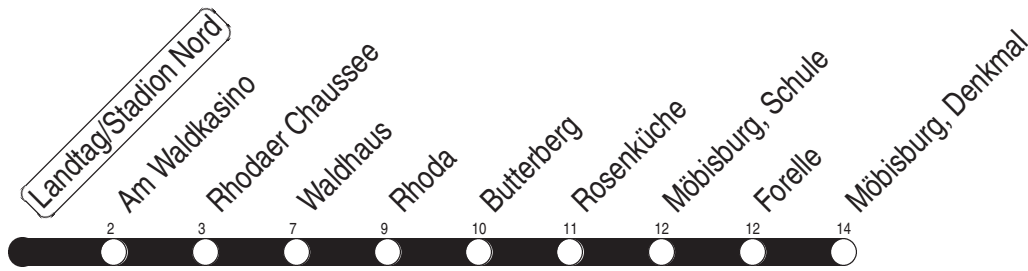 Landtag/Stadion Nord
Am Waldkasino
Rhodaer Chaussee
Waldhaus
Rhoda
Butterberg
Rosenküche
Möbisburg, Schule
Forelle
Möbisburg, Denkmal
2 3 7 9 10 11 12 12 14